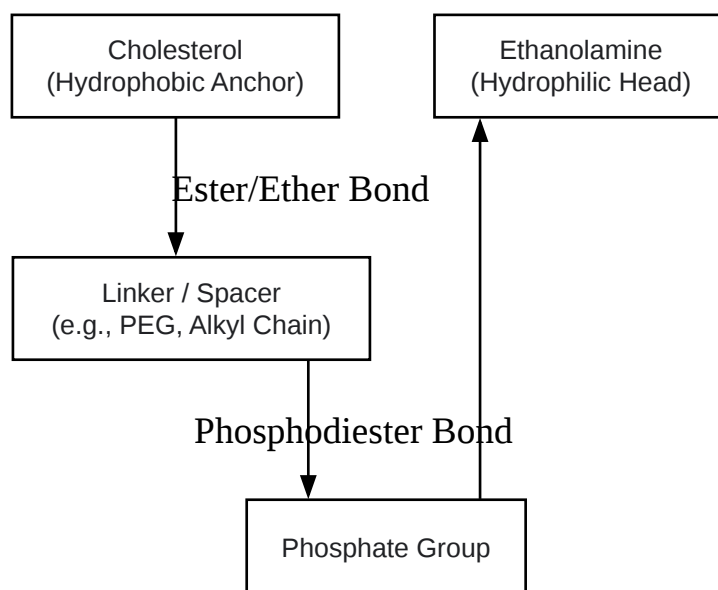 Cholesterol
(Hydrophobic Anchor)
Ethanolamine
(Hydrophilic Head)
Ester/Ether Bond
Linker / Spacer
(e.g., PEG, Alkyl Chain)
Phosphodiester Bond
Phosphate Group